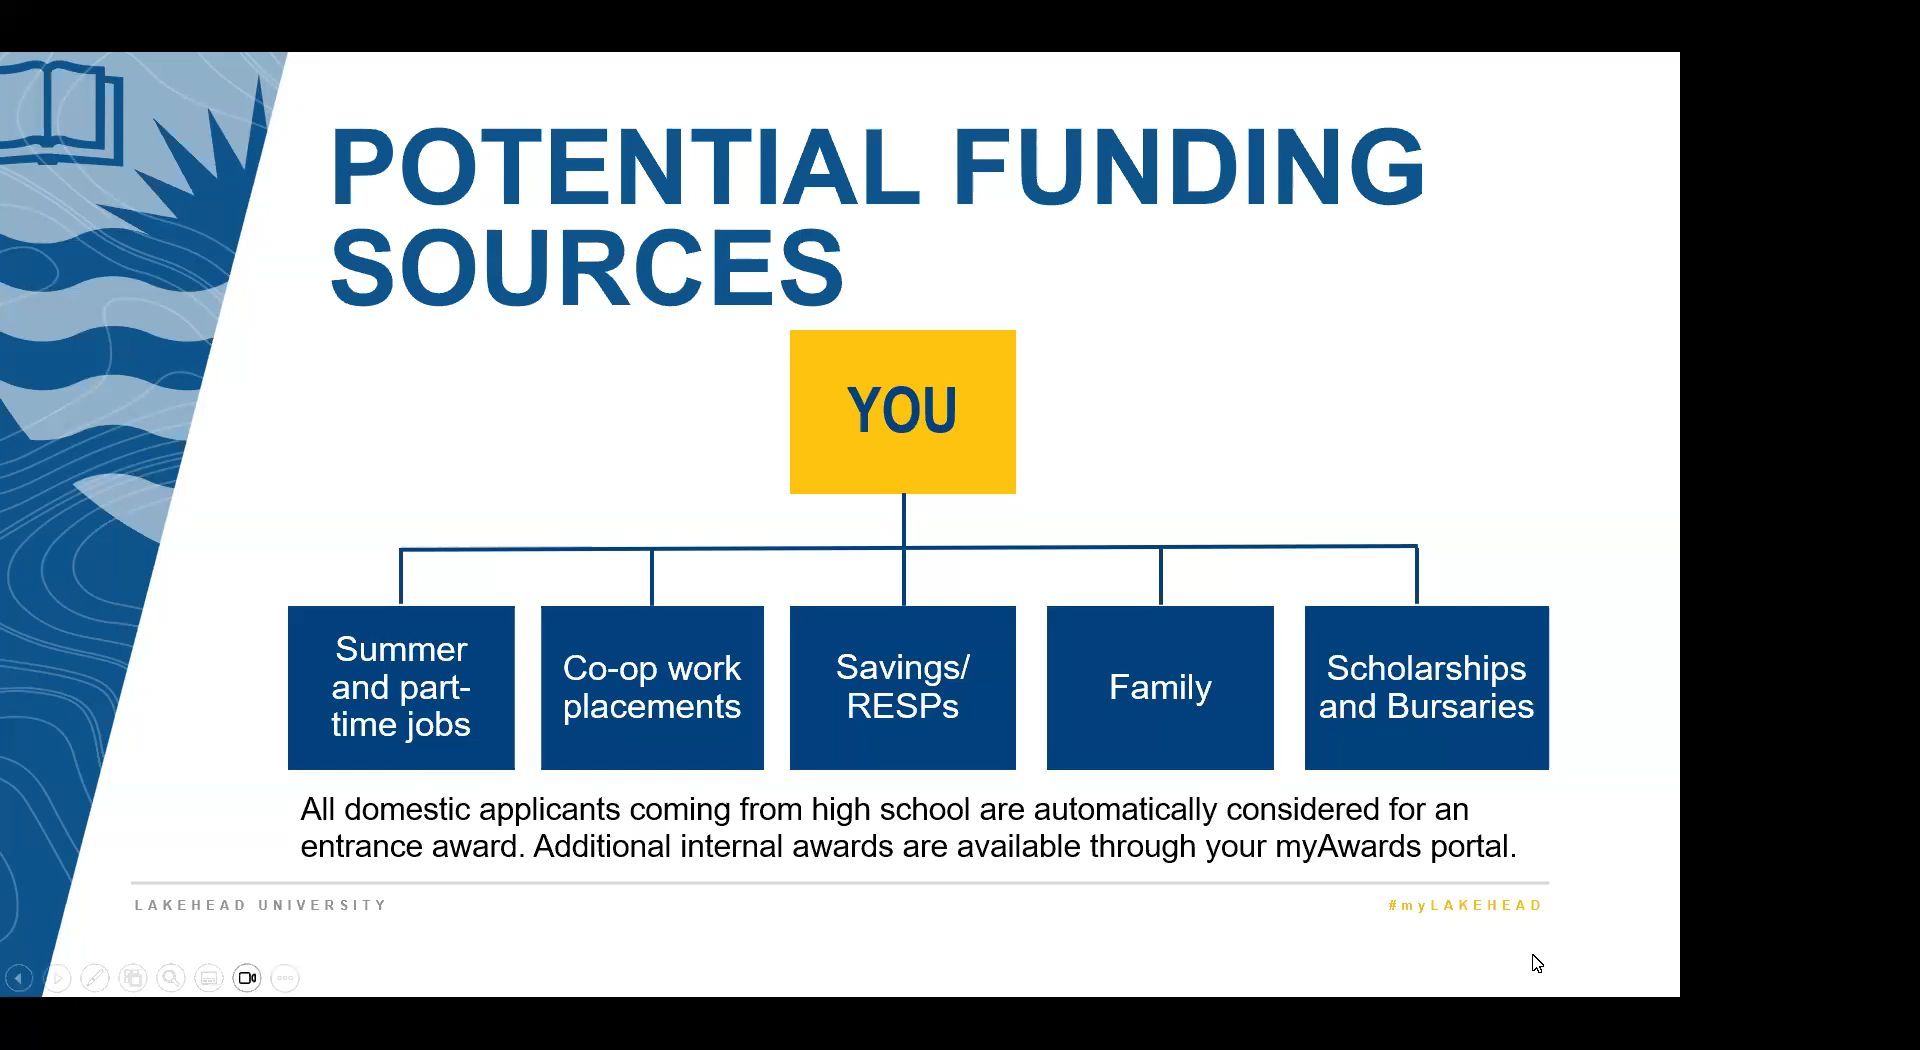 POTENTIAL FUNDING
SOURCES
YOU
Summer
and part-
time jobs
Co-op work
placements
Savings/
RESPs
Family
Scholarships
and Bursaries
All domestic applicants coming from high school are automatically considered for an
entrance award. Additional internal awards are available through your myAwards portal.
LAKEHEAD UNIVERSITY
#myLAKEHEAD